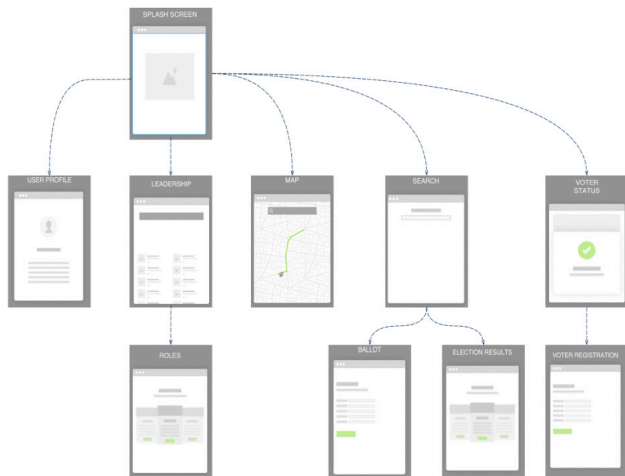 SPLASH SCREEN
USER PROFILE
LEADERSHIP
MAP
SEARCH
VOTER
STATUS
ROLES
BALLOT
ELECTION RESULTS
VOTER REGISTRATION